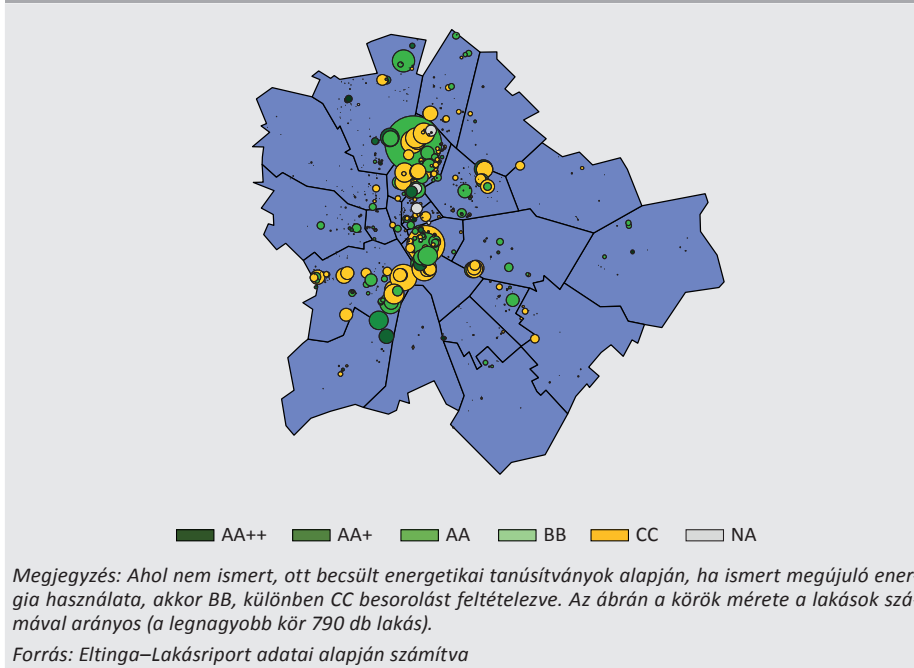 AA++ AA+ AA BB CC NA
Megjegyzés: Ahol nem ismert, ott becsült energetikai tanúsítványok alapján, ha ismert megújuló ener-
gia használata, akkor BB, különben CC besorolást feltételezve. Az ábrán a körök mérete a lakások szá-
mával arányos (a legnagyobb kör 790 db lakás).
Forrás: Eltinga–Lakásriport adatai alapján számítva